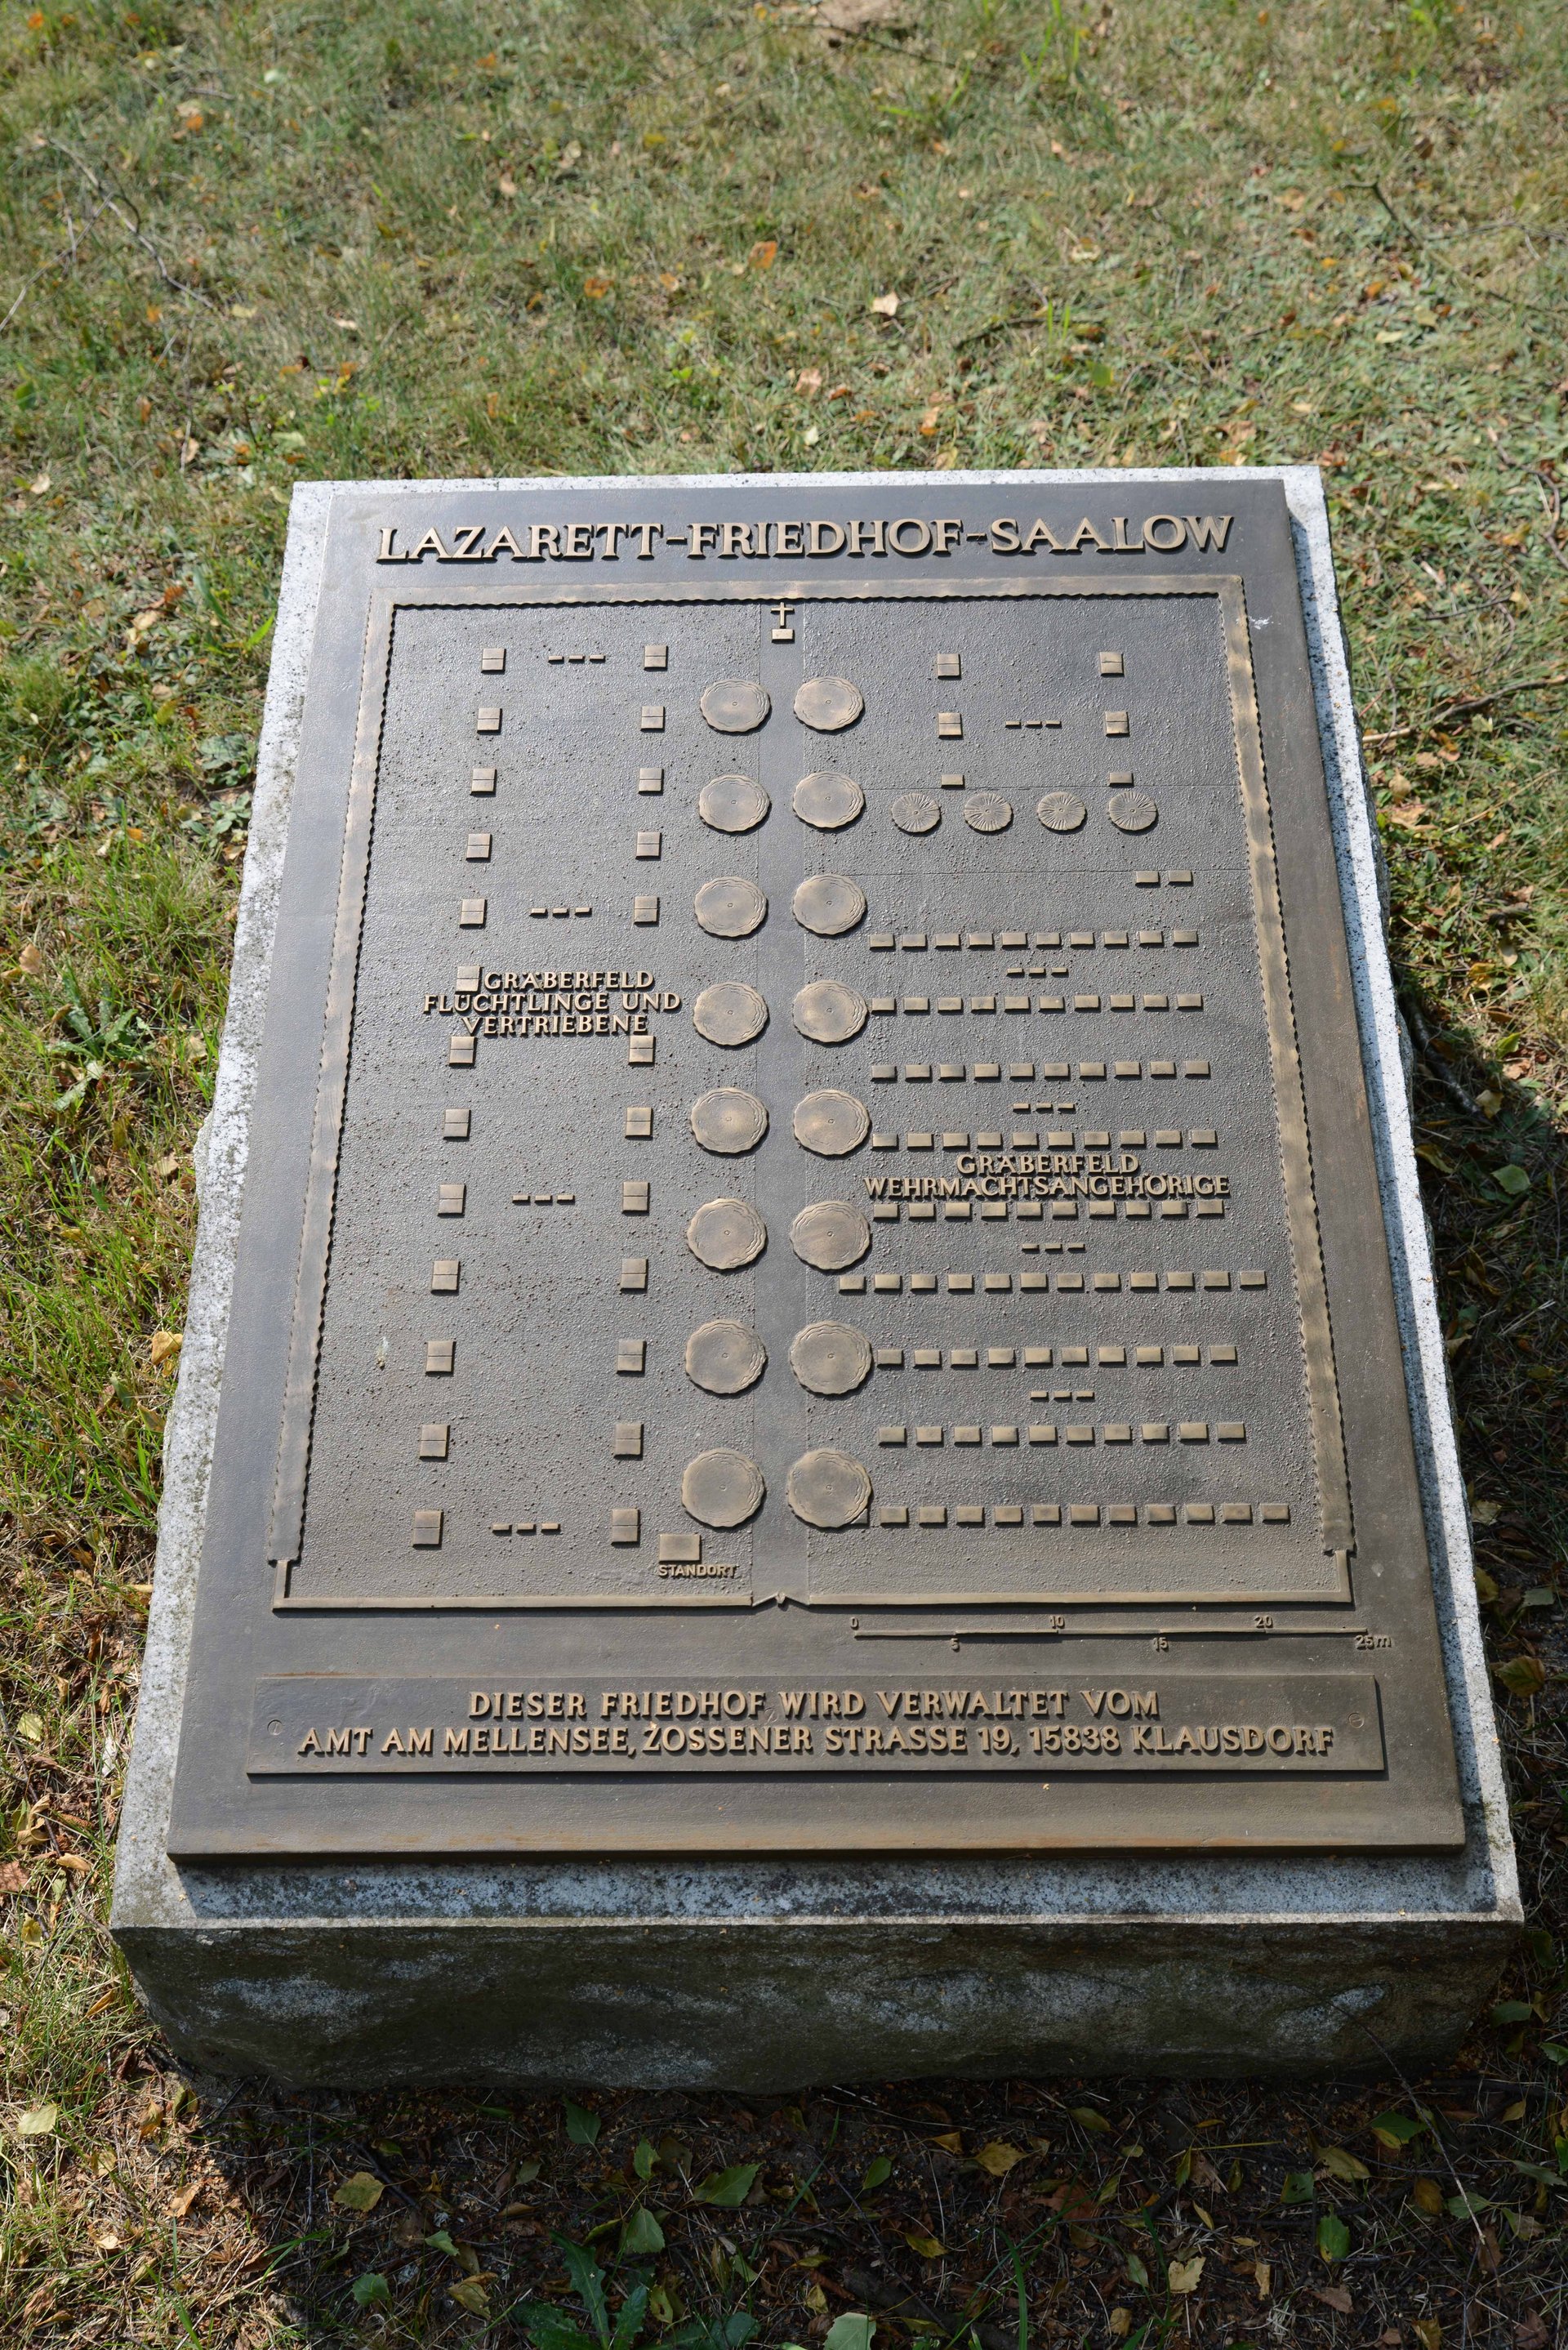 LAZARETT-FRIEDHOF-SAALOW
GRÄBERFELD
FLÜCHTLINGE UND
VERTRIEBENE
GRÄBERFELD
WEHRMACHTSANGEHÖRIGE
STANDORT
0 10 20
5 15 25m
DIESER FRIEDHOF WIRD VERWALTET VOM
AMT AM MELLENSEE, ZOSSENER STRASSE 19, 15838 KLAUSDORF